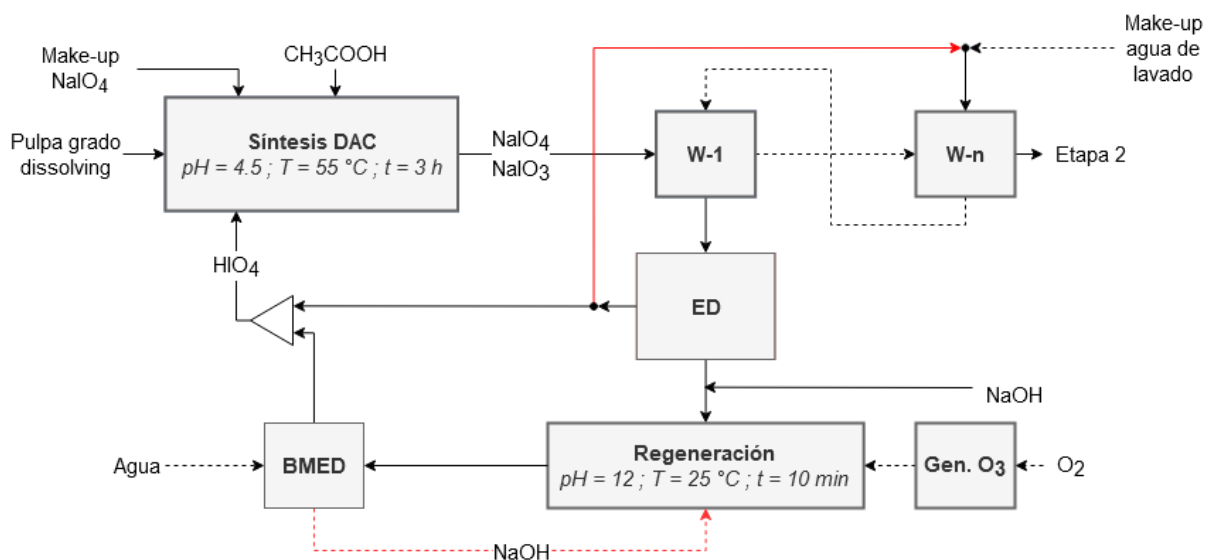 Make-up
NaIO4
CH3COOH
Make-up
agua de
lavado
Pulpa grado
dissolving
Síntesis DAC
pH = 4.5 ; T = 55 °C ; t = 3 h
NaIO4
NaIO3
W-1
W-n
Etapa 2
HIO4
ED
NaOH
Agua
BMED
Regeneración
pH = 12 ; T = 25 °C ; t = 10 min
Gen. O3
O2
NaOH